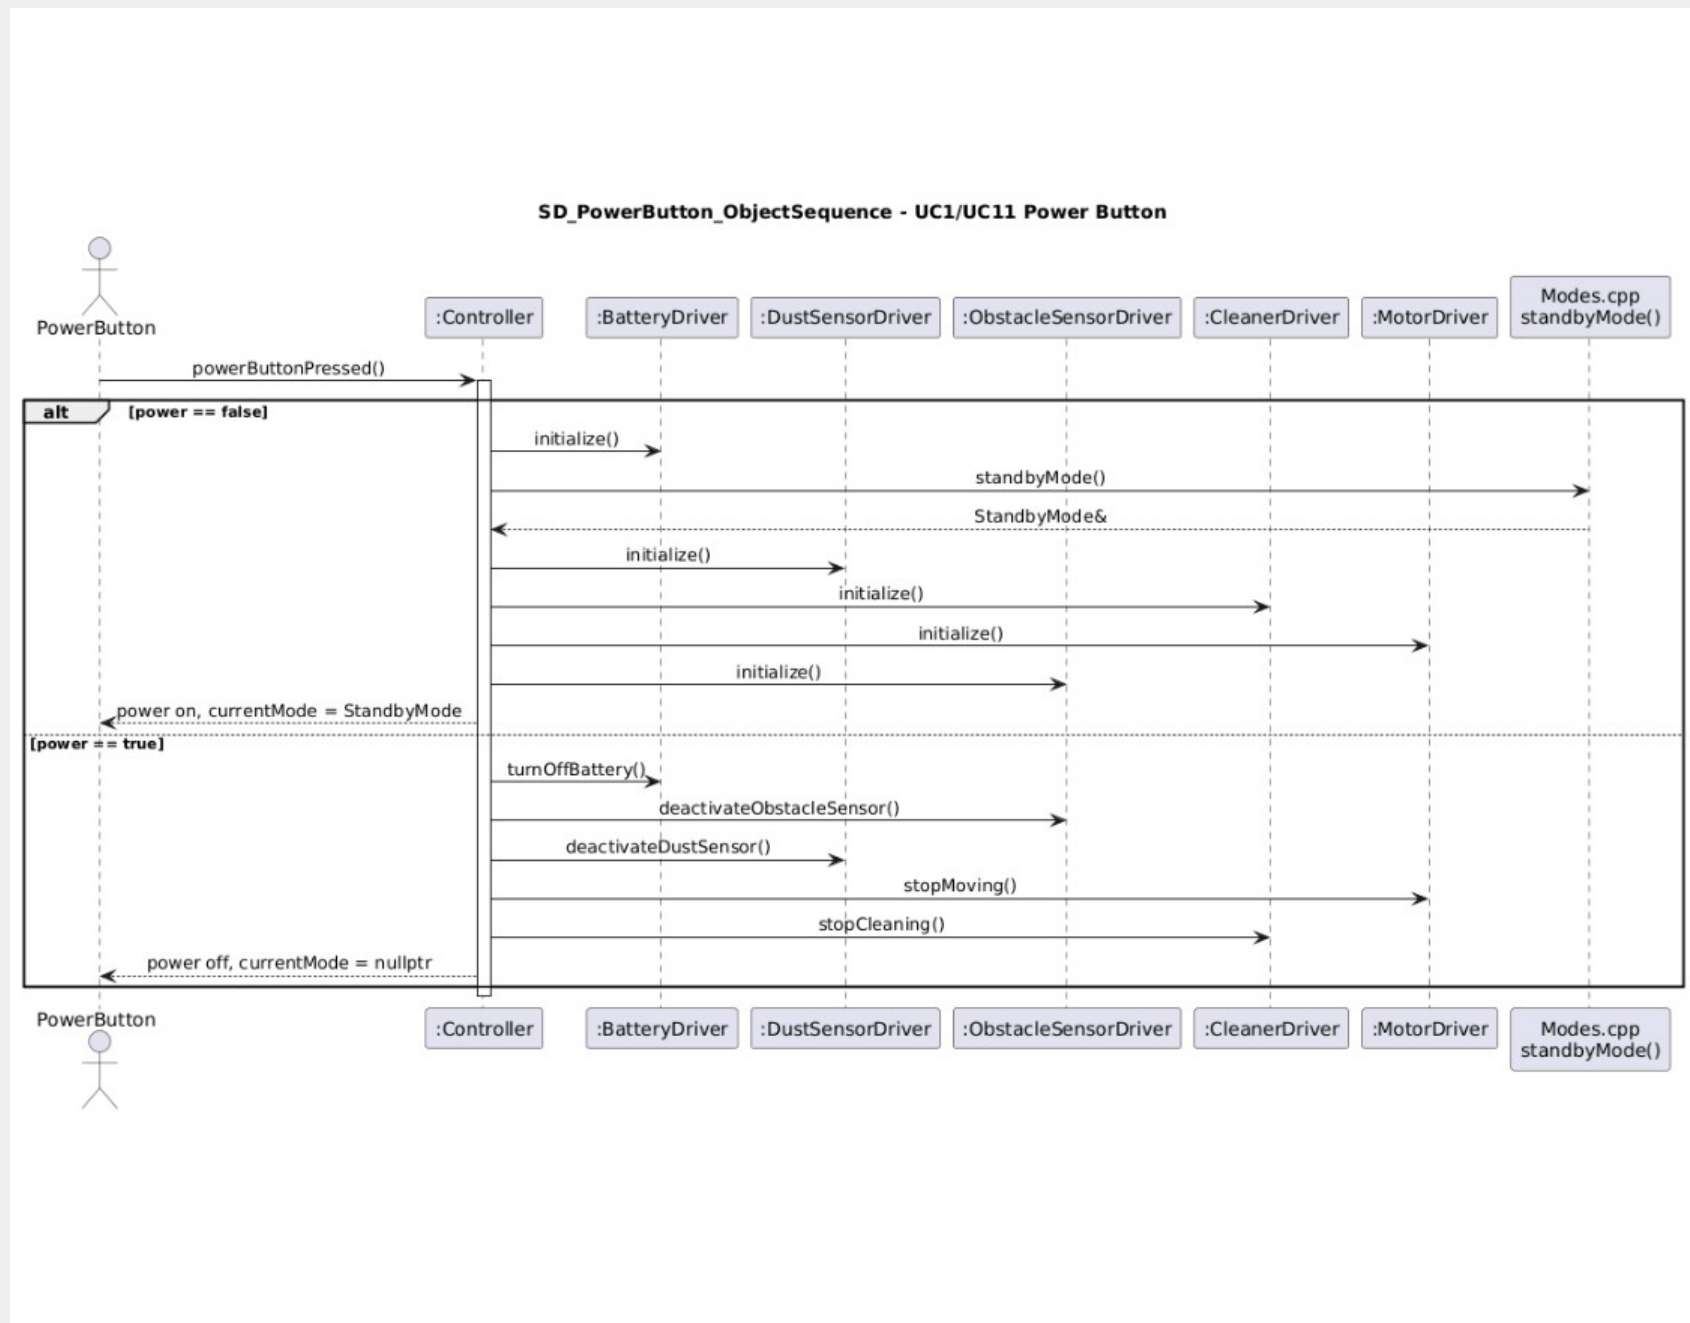 SD_PowerButton_ObjectSequence - UC1/UC11 Power Button
PowerButton
:Controller
:BatteryDriver
:DustSensorDriver
:ObstacleSensorDriver
:CleanerDriver
:MotorDriver
Modes.cpp
standbyMode()
powerButtonPressed()
alt
[power == false]
initialize()
standbyMode()
StandbyMode&
initialize()
initialize()
initialize()
initialize()
power on, currentMode = StandbyMode
[power == true]
turnOffBattery()
deactivateObstacleSensor()
deactivateDustSensor()
stopMoving()
stopCleaning()
power off, currentMode = nullptr
PowerButton
:Controller
:BatteryDriver
:DustSensorDriver
:ObstacleSensorDriver
:CleanerDriver
:MotorDriver
Modes.cpp
standbyMode()